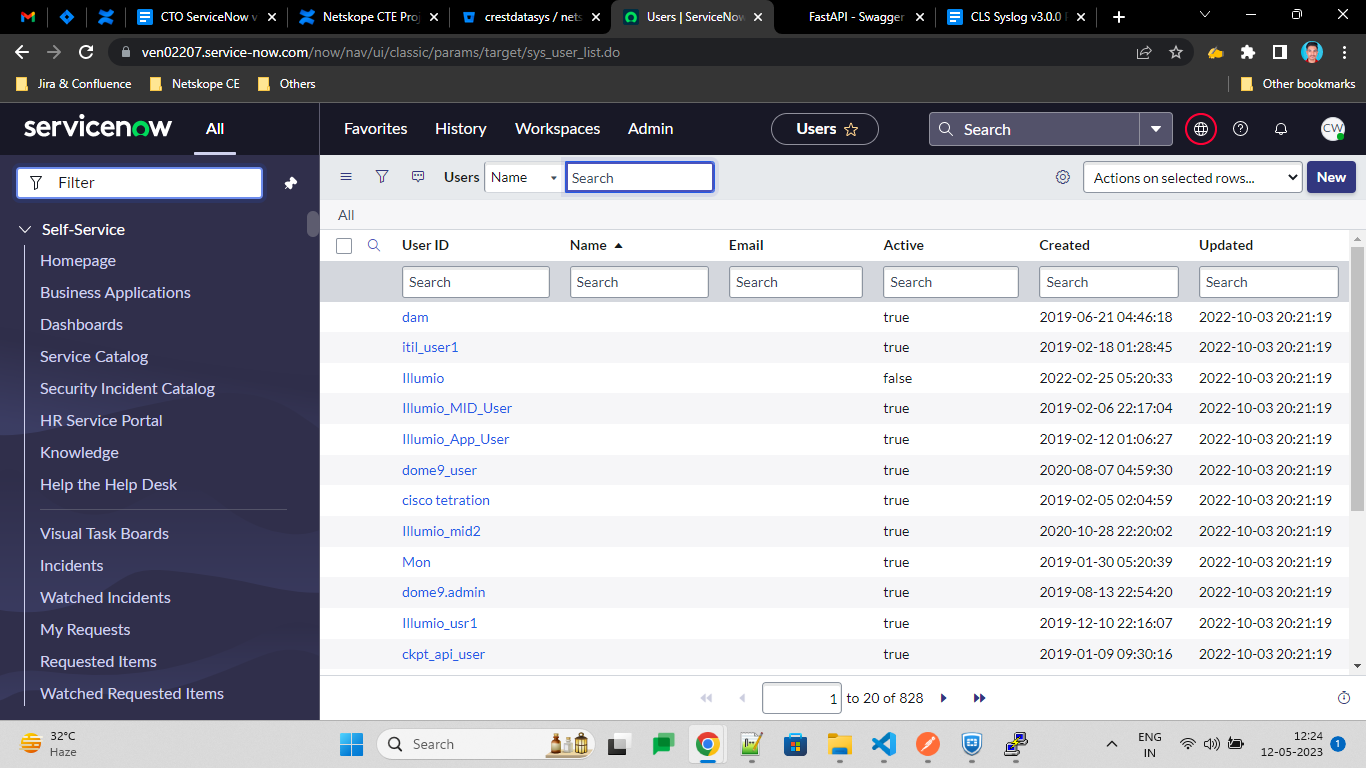 CTO ServiceNow v
Netskope CTE Proj
crestdatasys / nets
Users | ServiceNow
FastAPI - Swagger
CLS Syslog v3.0.0
ven02207.service-now.com/now/nav/ui/classic/params/target/sys_user_list.do
Jira & Confluence Netskope CE Others Other bookmarks
servicenow All Favorites History Workspaces Admin Users Search CW
Filter
Users Name Search Actions on selected rows... New
All
Self-Service
Homepage
Business Applications
Dashboards
Service Catalog
Security Incident Catalog
HR Service Portal
Knowledge
Help the Help Desk
Visual Task Boards
Incidents
Watched Incidents
My Requests
Requested Items
Watched Requested Items
User ID Name Email Active Created Updated
Search Search Search Search Search Search
dam true 2019-06-21 04:46:18 2022-10-03 20:21:19
itil_user1 true 2019-02-18 01:28:45 2022-10-03 20:21:19
Illumio false 2022-02-25 05:20:33 2022-10-03 20:21:19
Illumio_MID_User true 2019-02-06 22:17:04 2022-10-03 20:21:19
Illumio_App_User true 2019-02-12 01:06:27 2022-10-03 20:21:19
dome9_user true 2020-08-07 04:59:30 2022-10-03 20:21:19
cisco tetration true 2019-02-05 02:04:59 2022-10-03 20:21:19
Illumio_mid2 true 2020-10-28 22:20:02 2022-10-03 20:21:19
Mon true 2019-01-30 05:20:39 2022-10-03 20:21:19
dome9.admin true 2019-08-13 22:54:20 2022-10-03 20:21:19
Illumio_usr1 true 2019-12-10 22:16:07 2022-10-03 20:21:19
ckpt_api_user true 2019-01-09 09:30:16 2022-10-03 20:21:19
1 to 20 of 828
32°C
Haze
Search
ENG
IN
12:24
12-05-2023
1